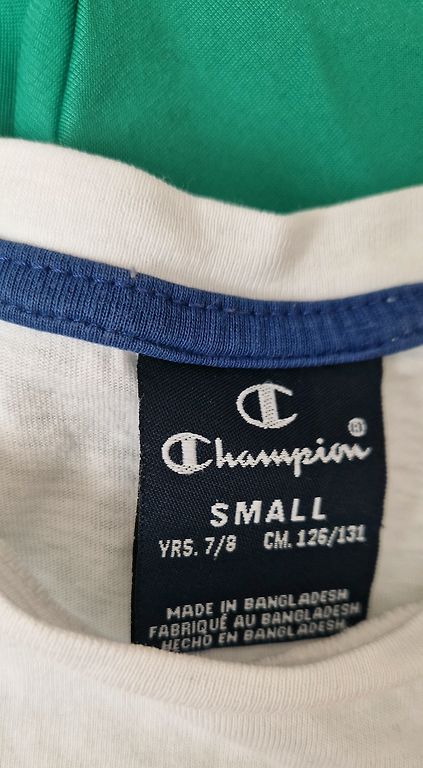 Champion®
SMALL
YRS. 7/8 CM. 126/131
MADE IN BANGLADESH
FABRIQUÉ AU BANGLADESH
HECHO EN BANGLADESH